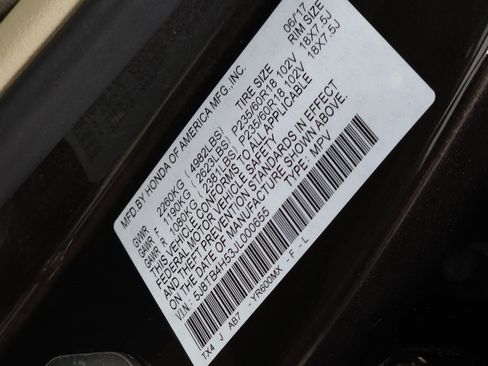 MFD. BY HONDA OF AMERICA MFG., INC. 06/17
TIRE SIZE RIM SIZE
GVWR 2260KG (4982LBS)
GAWR F 1190KG (2623LBS) P235/60R18 102V 18X7.5J
GAWR R 1080KG (2381LBS) P235/60R18 102V 18X7.5J
THIS VEHICLE CONFORMS TO ALL APPLICABLE
FEDERAL MOTOR VEHICLE SAFETY
AND THEFT PREVENTION STANDARDS IN EFFECT
ON THE DATE OF MANUFACTURE SHOWN ABOVE.
V.I.N.: 5J8TB4H53JL000655 TYPE: MPV
TX4 J AB7 YR600MX -F -L